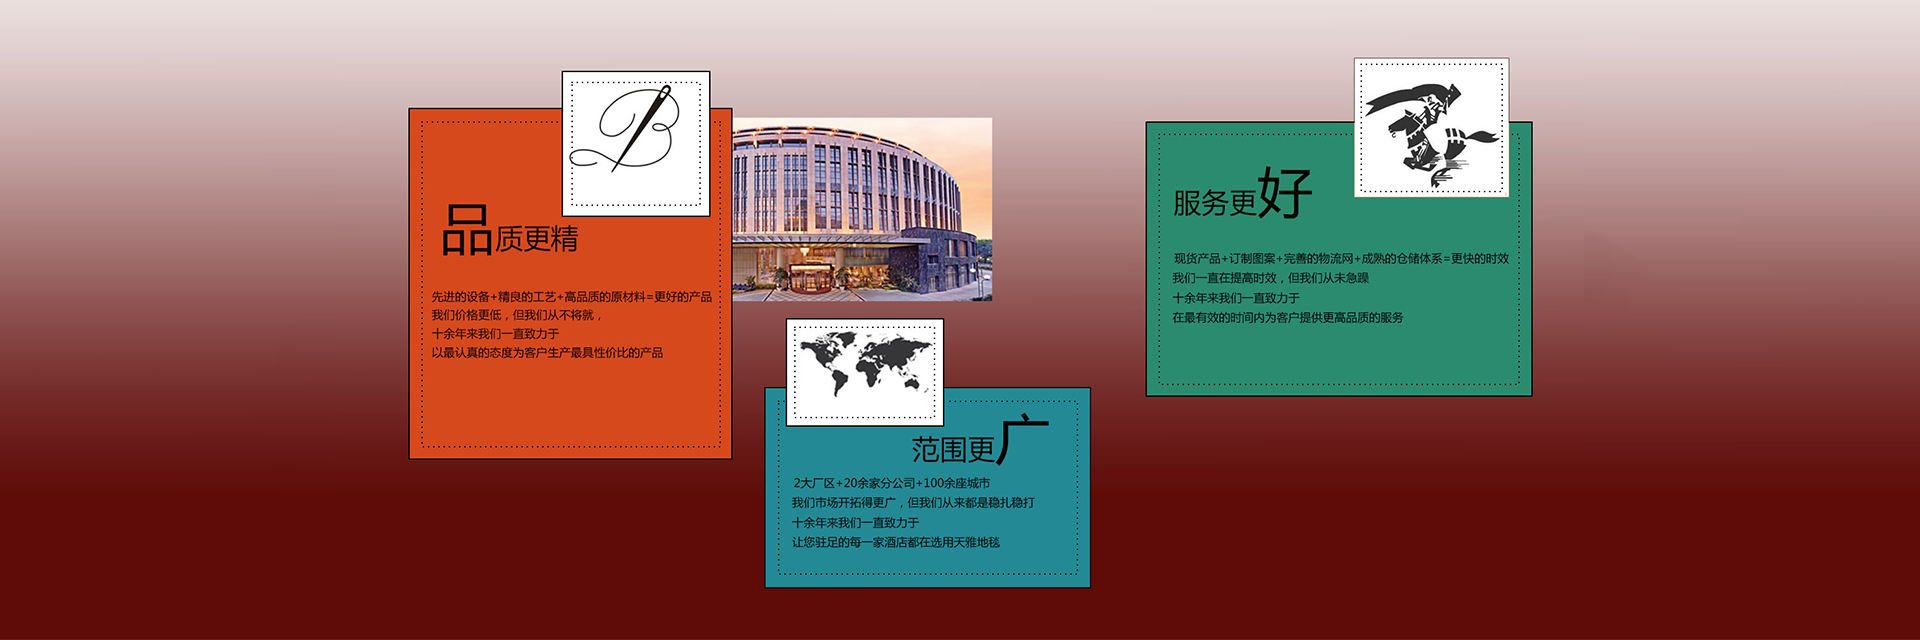 品质更精
先进的设备+精良的工艺+高品质的原材料=更好的产品
我们价格更低，但我们从不将就，
十余年来我们一直致力于
以最认真的态度为客户生产最具性价比的产品
范围更广
2大厂区+20余家分公司+100余座城市
我们市场开拓得更广，但我们从来都是稳扎稳打
十余年来我们一直致力于
让您驻足的每一家酒店都在选用天雅地毯
服务更好
现货产品+订制图案+完善的物流网+成熟的仓储体系=更快的时效
我们一直在提高时效，但我们从未急躁
十余年来我们一直致力于
在最有效的时间内为客户提供更高品质的服务